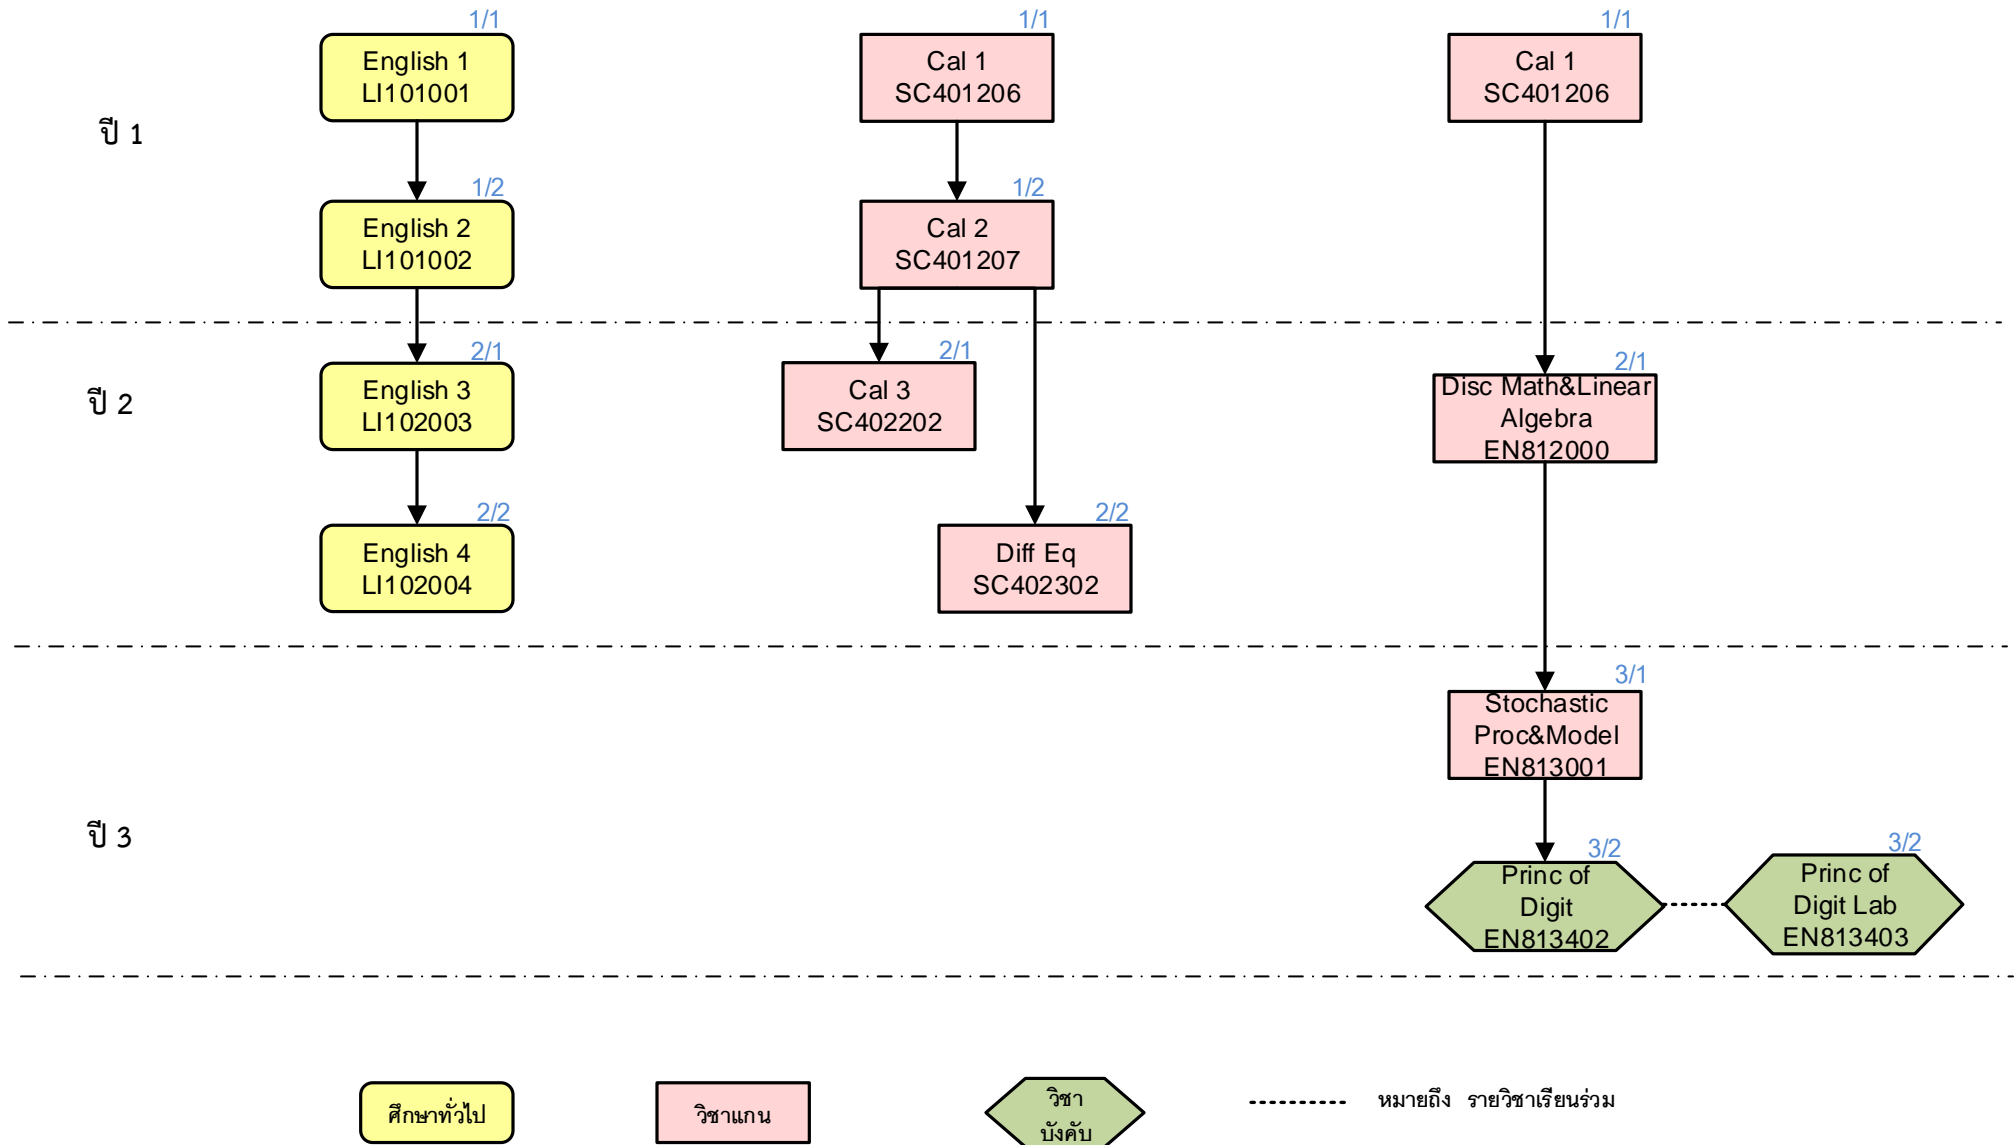 1/1
English 1
LI101001
1/1
Cal 1
SC401206
1/1
Cal 1
SC401206
ปี 1
1/2
English 2
LI101002
1/2
Cal 2
SC401207
2/1
English 3
LI102003
2/1
Cal 3
SC402202
2/1
Disc Math&Linear
Algebra
EN812000
ปี 2
2/2
English 4
LI102004
2/2
Diff Eq
SC402302
3/1
Stochastic
Proc&Model
EN813001
ปี 3
3/2
Princ of
Digit
EN813402
3/2
Princ of
Digit Lab
EN813403
ศึกษาทั่วไป
วิชาแกน
วิชา
บังคับ
หมายถึง รายวิชาเรียนร่วม